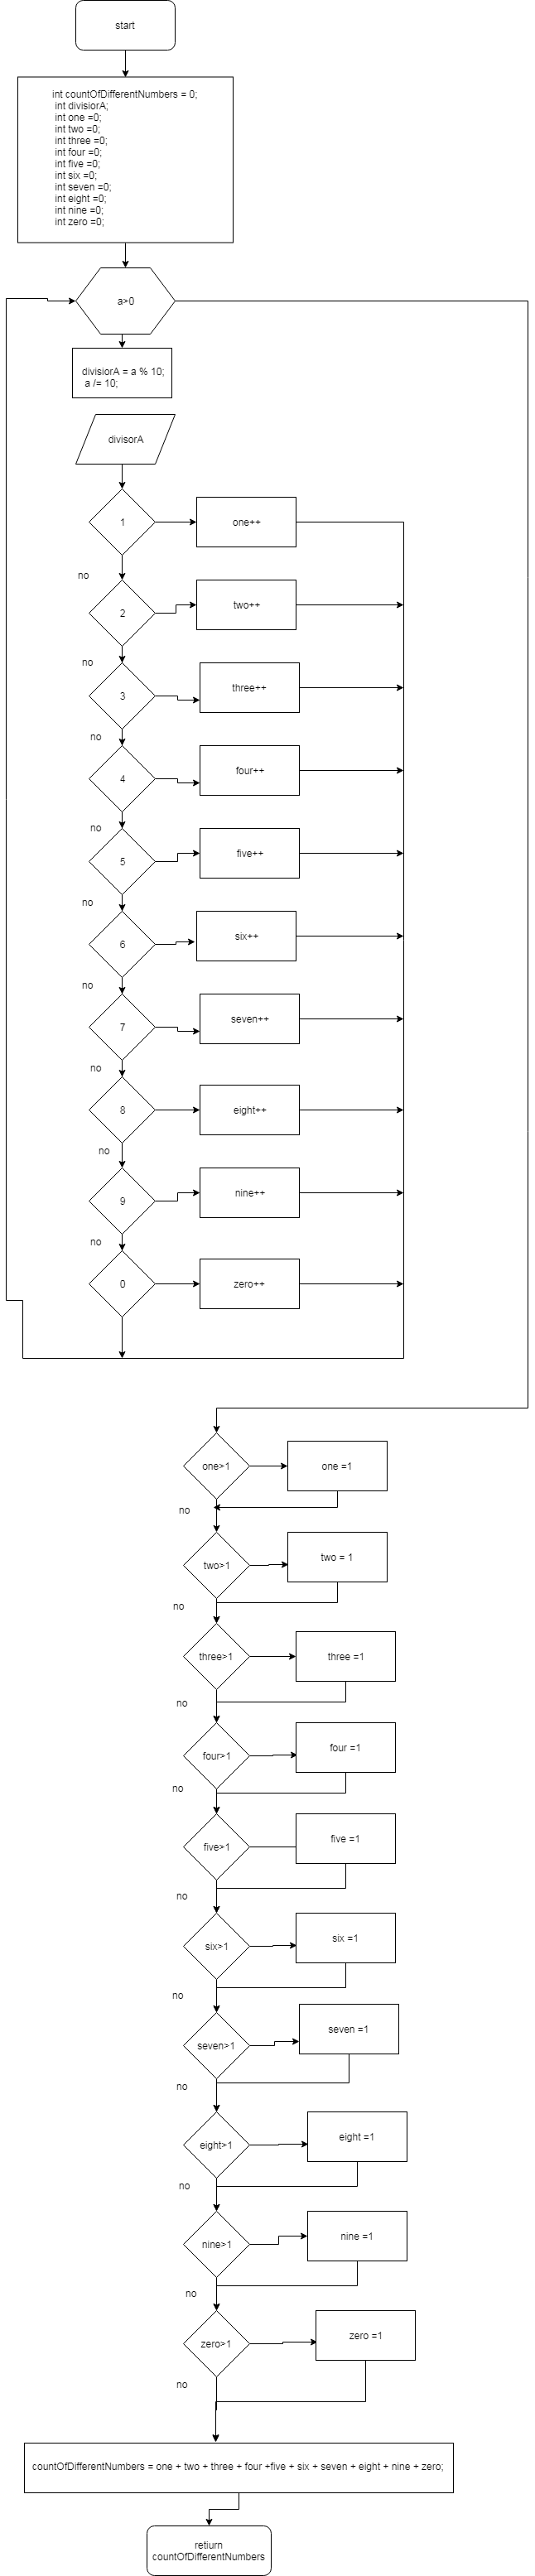 start
int countOfDifferentNumbers = 0;
int divisiorA;
int one =0;
int two =0;
int three =0;
int four =0;
int five =0;
int six =0;
int seven =0;
int eight =0;
int nine =0;
int zero =0;
a>0
divisiorA = a % 10;
a /= 10;
divisorA
1
one++
no
2
two++
no
3
three++
no
4
four++
no
5
five++
no
6
six++
no
7
seven++
no
8
eight++
no
9
nine++
no
0
zero++
one>1
one =1
no
two>1
two = 1
no
three>1
three =1
no
four>1
four =1
no
five>1
five =1
no
six>1
six =1
no
seven>1
seven =1
no
eight>1
eight =1
no
nine>1
nine =1
no
zero>1
zero =1
no
countOfDifferentNumbers = one + two + three + four +five + six + seven + eight + nine + zero;
retiurn
countOfDifferentNumbers